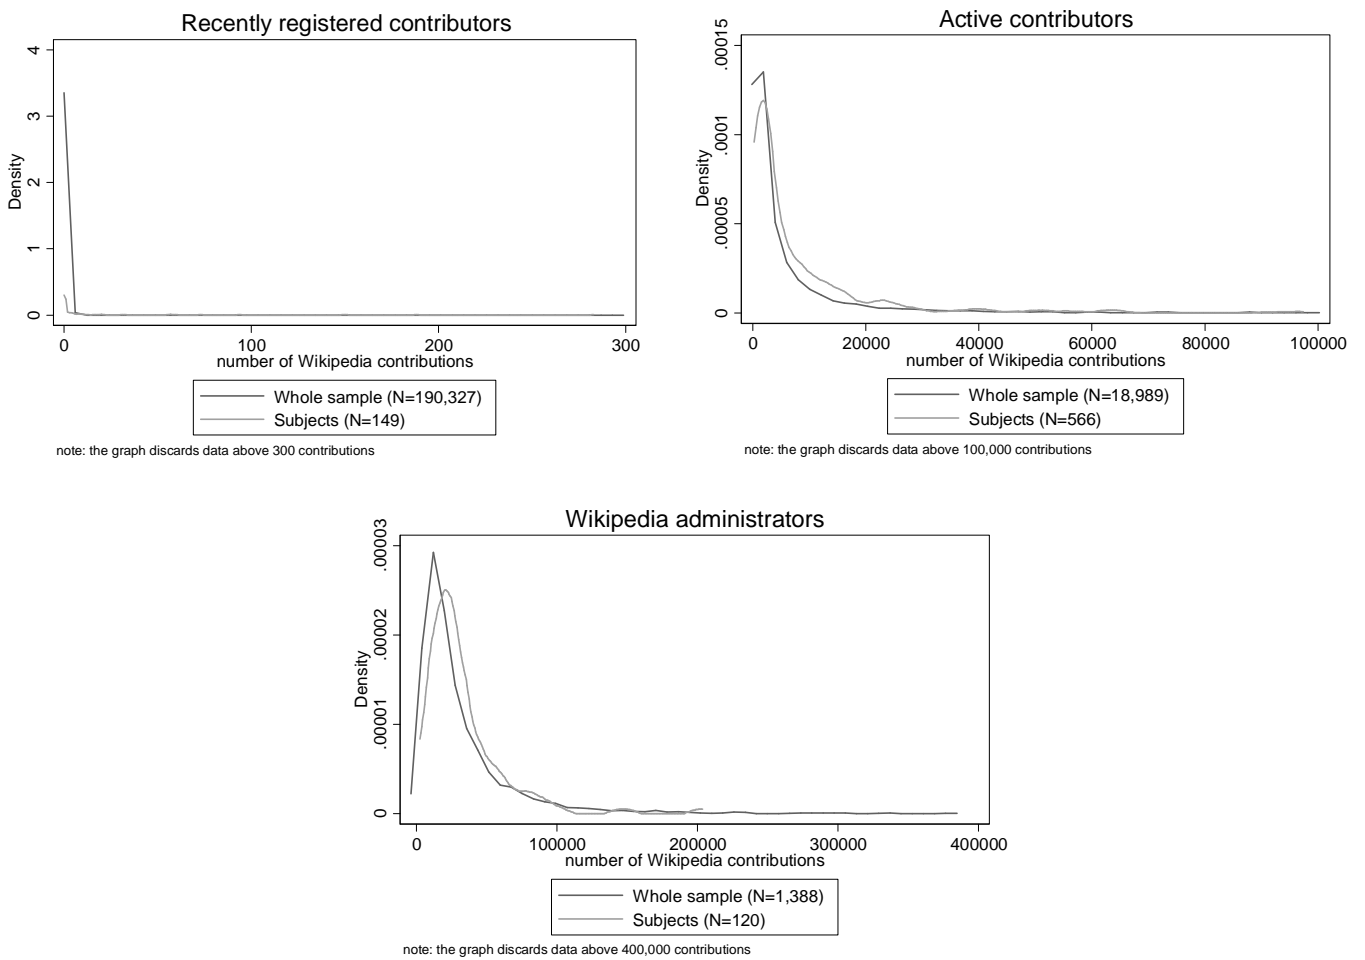 Recently registered contributors
4
3
2
1
0
Density
0 100 200 300
number of Wikipedia contributions
Whole sample (N=190,327)
Subjects (N=149)
note: the graph discards data above 300 contributions
Active contributors
.00015
.0001
.00005
0
Density
0 20000 40000 60000 80000 100000
number of Wikipedia contributions
Whole sample (N=18,989)
Subjects (N=566)
note: the graph discards data above 100,000 contributions
Wikipedia administrators
.00003
.00002
.00001
0
Density
0 100000 200000 300000 400000
number of Wikipedia contributions
Whole sample (N=1,388)
Subjects (N=120)
note: the graph discards data above 400,000 contributions